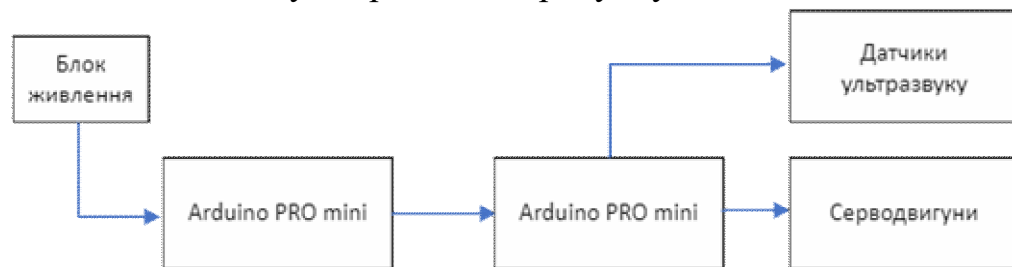 Блок
живлення
Датчики
ультразвуку
Arduino PRO mini
Arduino PRO mini
Серводвигуни